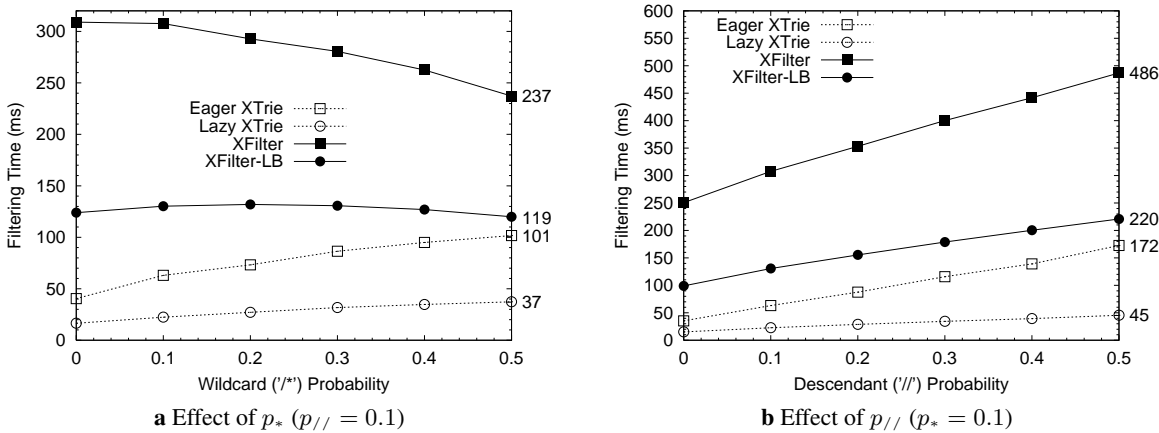 300
250
200
150
100
50
0
Filtering Time (ms)
Eager XTrie
Lazy XTrie
XFilter
XFilter-LB
237
119
101
37
0 0.1 0.2 0.3 0.4 0.5
Wildcard ('/*') Probability
a Effect of p* (p// = 0.1)
600
550
500
450
400
350
300
250
200
150
100
50
0
Filtering Time (ms)
Eager XTrie
Lazy XTrie
XFilter
XFilter-LB
486
220
172
45
0 0.1 0.2 0.3 0.4 0.5
Descendant ('//') Probability
b Effect of p// (p* = 0.1)